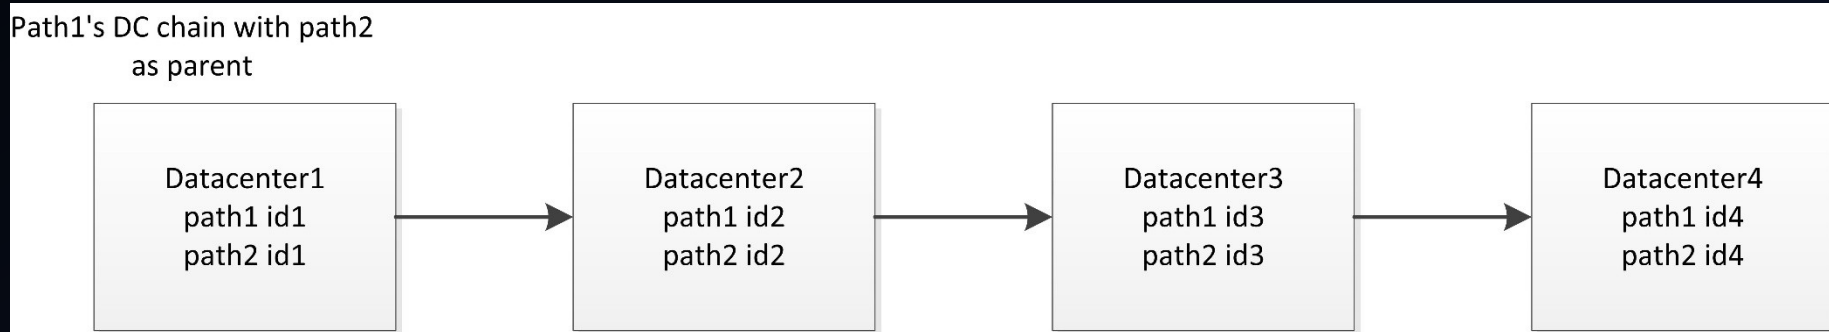 Path1's DC chain with path2
as parent
Datacenter1
path1 id1
path2 id1
Datacenter2
path1 id2
path2 id2
Datacenter3
path1 id3
path2 id3
Datacenter4
path1 id4
path2 id4